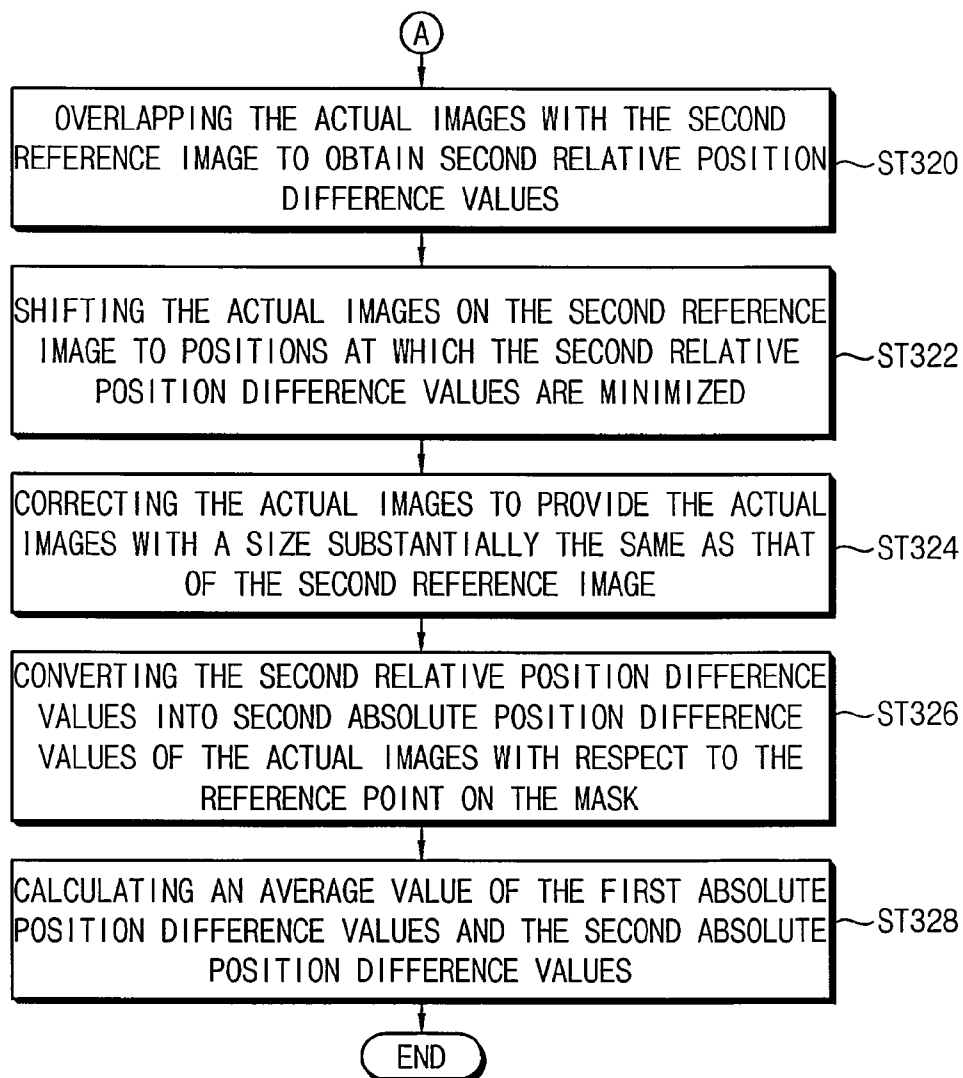 A
OVERLAPPING THE ACTUAL IMAGES WITH THE SECOND
REFERENCE IMAGE TO OBTAIN SECOND RELATIVE POSITION
DIFFERENCE VALUES
ST320
SHIFTING THE ACTUAL IMAGES ON THE SECOND REFERENCE
IMAGE TO POSITIONS AT WHICH THE SECOND RELATIVE
POSITION DIFFERENCE VALUES ARE MINIMIZED
ST322
CORRECTING THE ACTUAL IMAGES TO PROVIDE THE ACTUAL
IMAGES WITH A SIZE SUBSTANTIALLY THE SAME AS THAT
OF THE SECOND REFERENCE IMAGE
ST324
CONVERTING THE SECOND RELATIVE POSITION DIFFERENCE
VALUES INTO SECOND ABSOLUTE POSITION DIFFERENCE
VALUES OF THE ACTUAL IMAGES WITH RESPECT TO THE
REFERENCE POINT ON THE MASK
ST326
CALCULATING AN AVERAGE VALUE OF THE FIRST ABSOLUTE
POSITION DIFFERENCE VALUES AND THE SECOND ABSOLUTE
POSITION DIFFERENCE VALUES
ST328
END